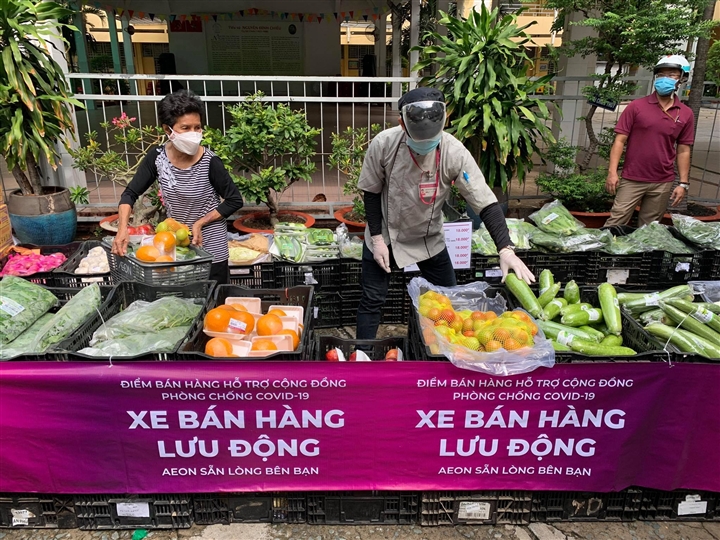 ĐIỂM BÁN HÀNG HỖ TRỢ CỘNG ĐỒNG
PHÒNG CHỐNG COVID-19
XE BÁN HÀNG
LƯU ĐỘNG
AEON SẴN LÒNG BÊN BẠN
ĐIỂM BÁN HÀNG HỖ TRỢ CỘNG ĐỒNG
PHÒNG CHỐNG COVID-19
XE BÁN HÀNG
LƯU ĐỘNG
AEON SẴN LÒNG BÊN BẠN